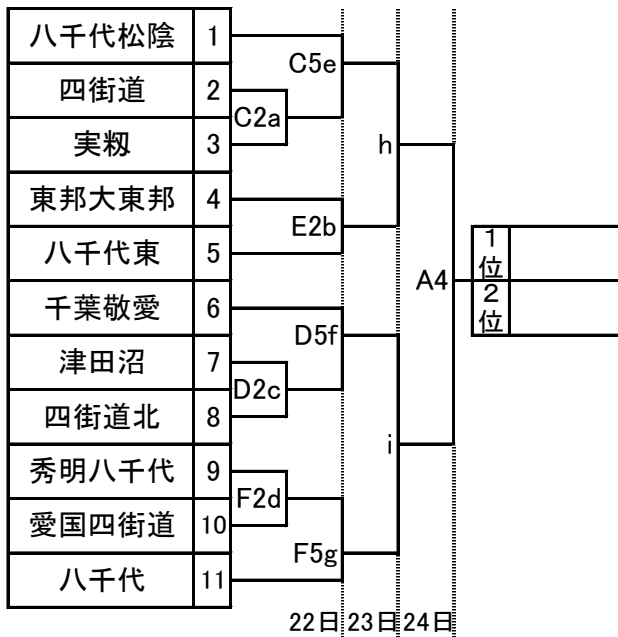 八千代松陰 1
四街道 2
実籾 3
東邦大東邦 4
八千代東 5
千葉敬愛 6
津田沼 7
四街道北 8
秀明八千代 9
愛国四街道 10
八千代 11
C5e
C2a
h
E2b
A4
D5f
D2c
i
F2d
F5g
1位
2位
22日 23日 24日